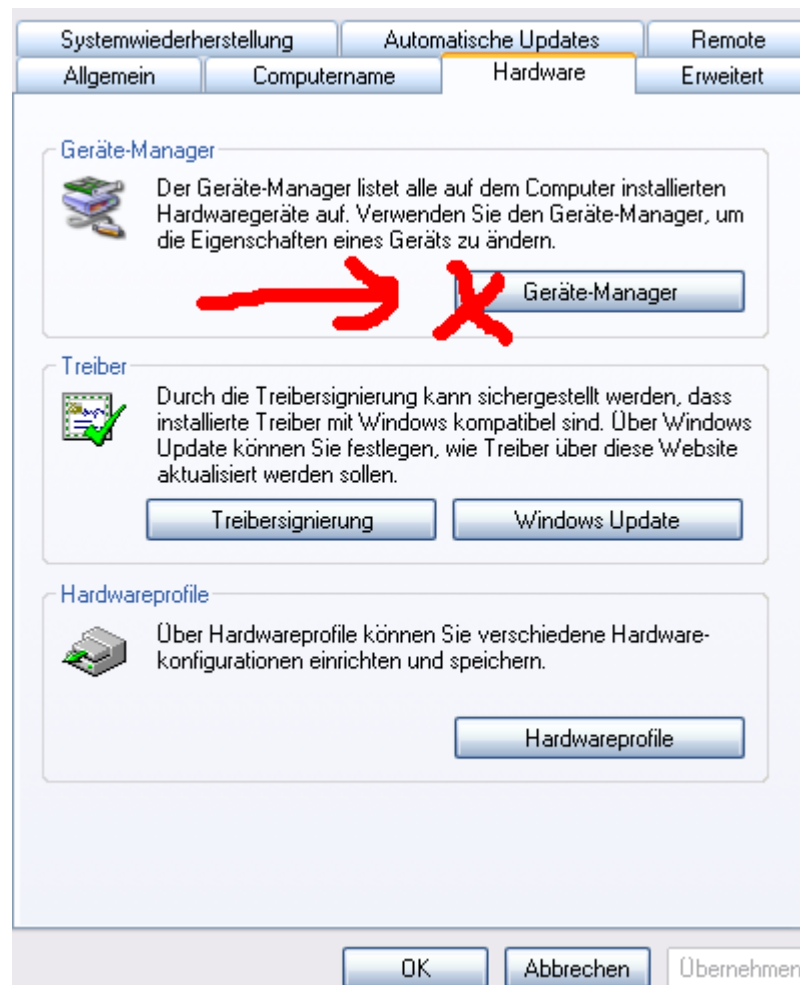 Systemwiederherstellung Automatische Updates Remote
Allgemein Computername Hardware Erweitert
Geräte-Manager
Der Geräte-Manager listet alle auf dem Computer installierten
Hardwaregeräte auf. Verwenden Sie den Geräte-Manager, um
die Eigenschaften eines Geräts zu ändern.
Geräte-Manager
Treiber
Durch die Treibersignierung kann sichergestellt werden, dass
installierte Treiber mit Windows kompatibel sind. Über Windows
Update können Sie festlegen, wie Treiber über diese Website
aktualisiert werden sollen.
Treibersignierung Windows Update
Hardwareprofile
Über Hardwareprofile können Sie verschiedene Hardware-
konfigurationen einrichten und speichern.
Hardwareprofile
OK Abbrechen Übernehmen